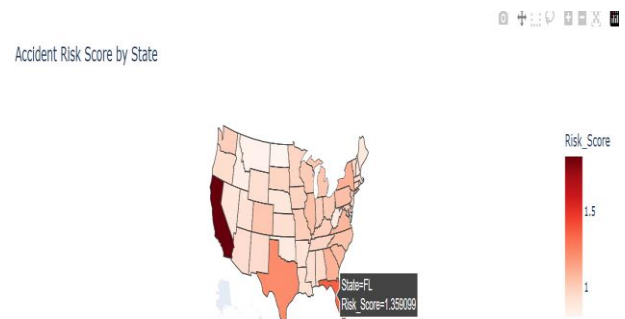 Accident Risk Score by State
Risk_Score
1.5
State=FL
Risk_Score=1.359099
1